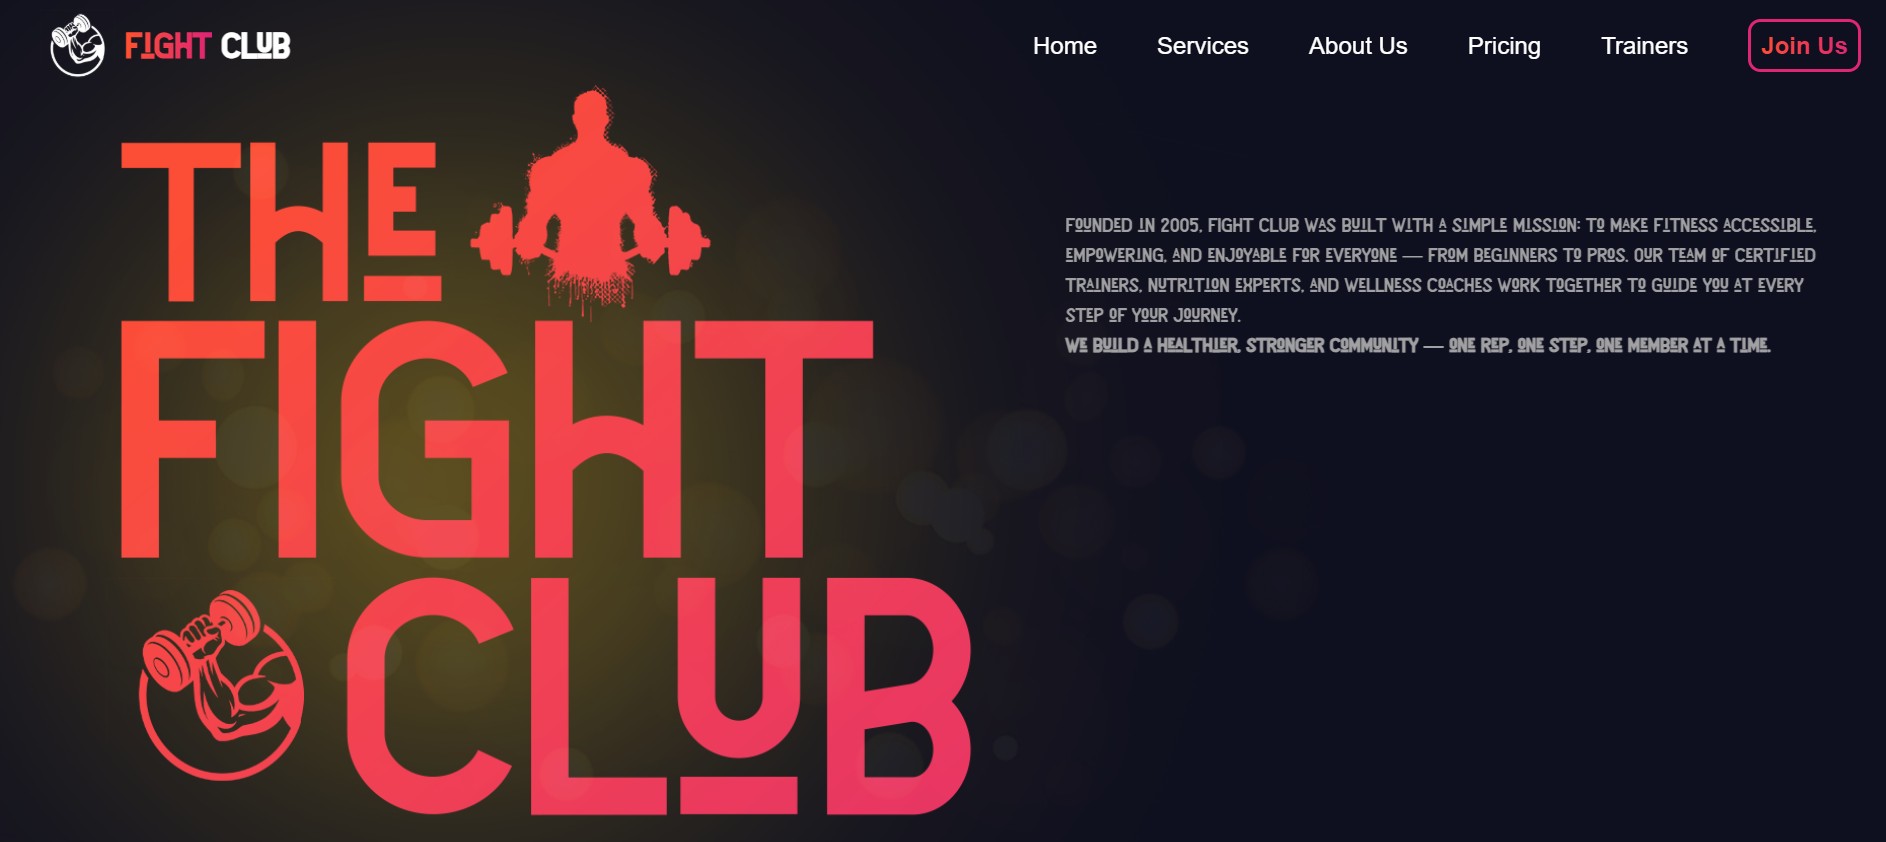 FIGHT CLUB
Home Services About Us Pricing Trainers Join Us
THE
FIGHT
CLUB
FOUNDED IN 2005, FIGHT CLUB WAS BUILT WITH A SIMPLE MISSION: TO MAKE FITNESS ACCESSIBLE,
EMPOWERING, AND ENJOYABLE FOR EVERYONE — FROM BEGINNERS TO PROS. OUR TEAM OF CERTIFIED
TRAINERS, NUTRITION EXPERTS, AND WELLNESS COACHES WORK TOGETHER TO GUIDE YOU AT EVERY
STEP OF YOUR JOURNEY.
WE BUILD A HEALTHIER, STRONGER COMMUNITY — ONE REP, ONE STEP, ONE MEMBER AT A TIME.